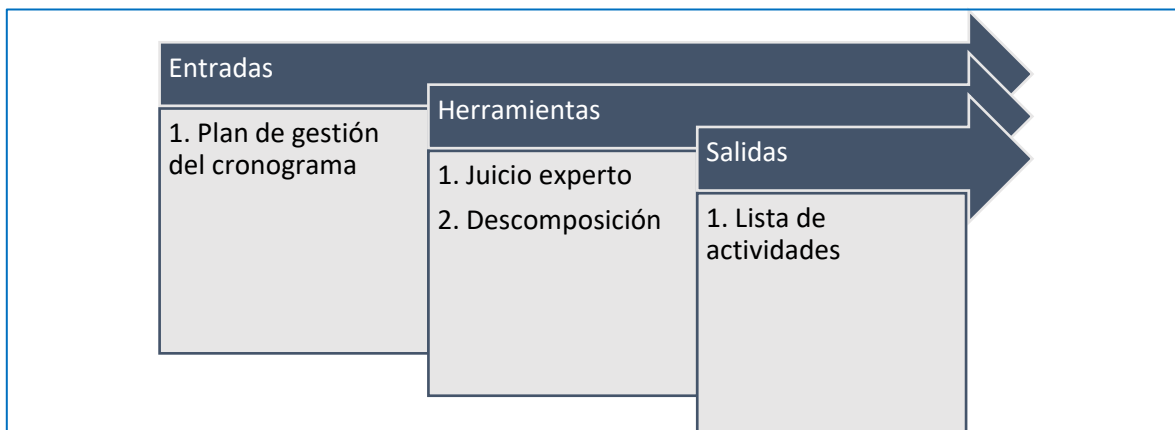 Entradas
1. Plan de gestión
del cronograma
Herramientas
1. Juicio experto
2. Descomposición
Salidas
1. Lista de
actividades